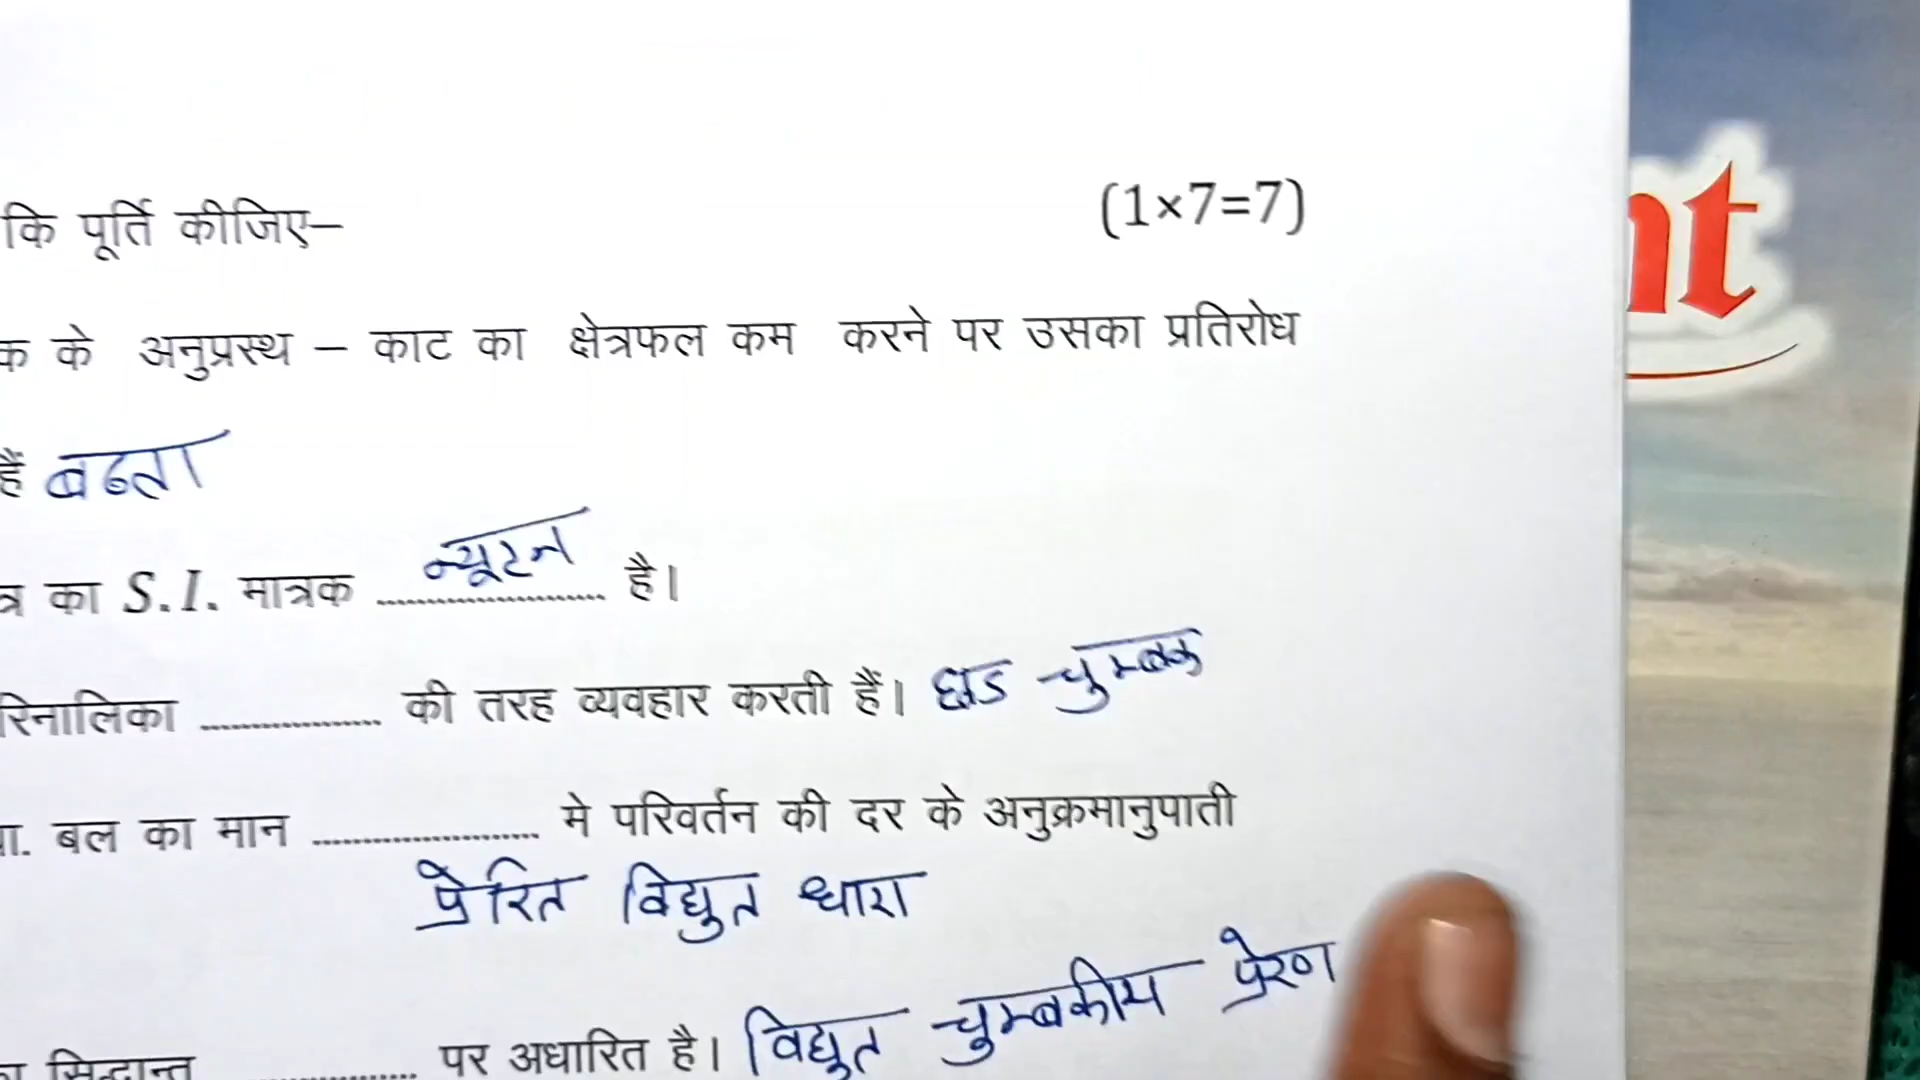 कि पूर्ति कीजिए– (1×7=7)
क के अनुप्रस्थ – काट का क्षेत्रफल कम करने पर उसका प्रतिरोध
हैं बढता
त्र का S.I. मात्रक न्यूटन है।
रिनालिका .................. की तरह व्यवहार करती हैं। छड चुम्बक
ा. बल का मान ...................... मे परिवर्तन की दर के अनुक्रमानुपाती
प्रेरित विद्युत धारा
सिद्धान्त .................. पर अधारित है। विद्युत चुम्बकीय प्रेरण
nt